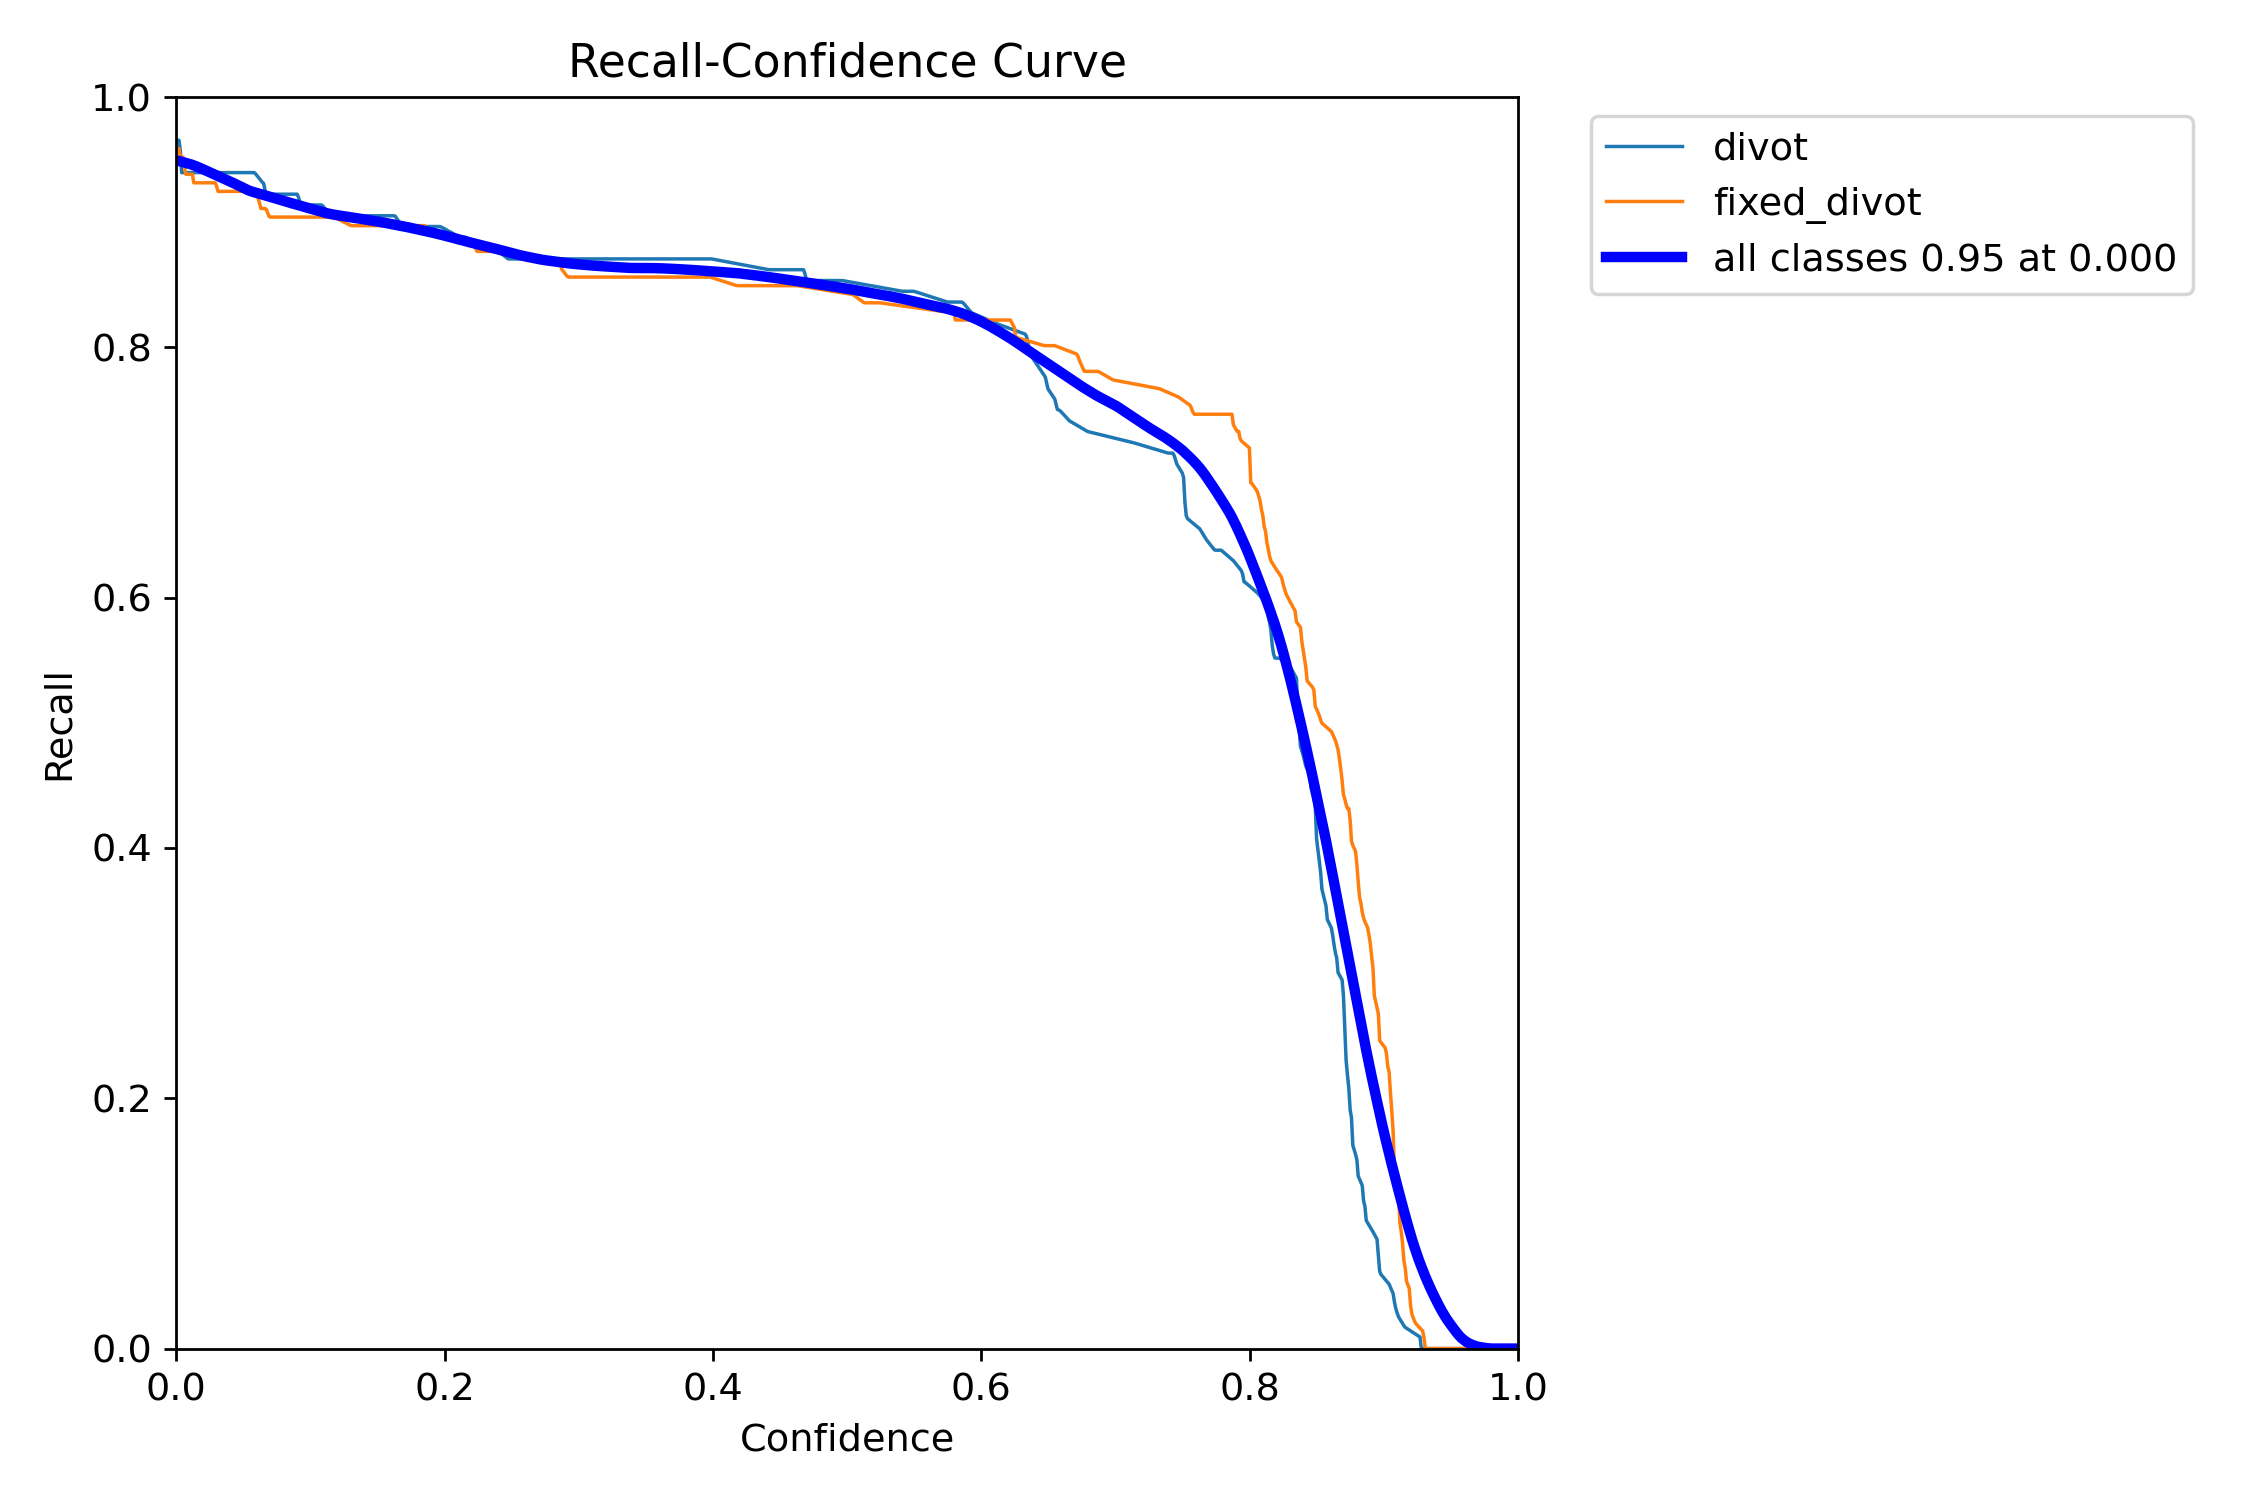 Recall-Confidence Curve
1.0
0.8
0.6
0.4
0.2
0.0
Recall
0.0 0.2 0.4 0.6 0.8 1.0
Confidence
divot
fixed_divot
all classes 0.95 at 0.000